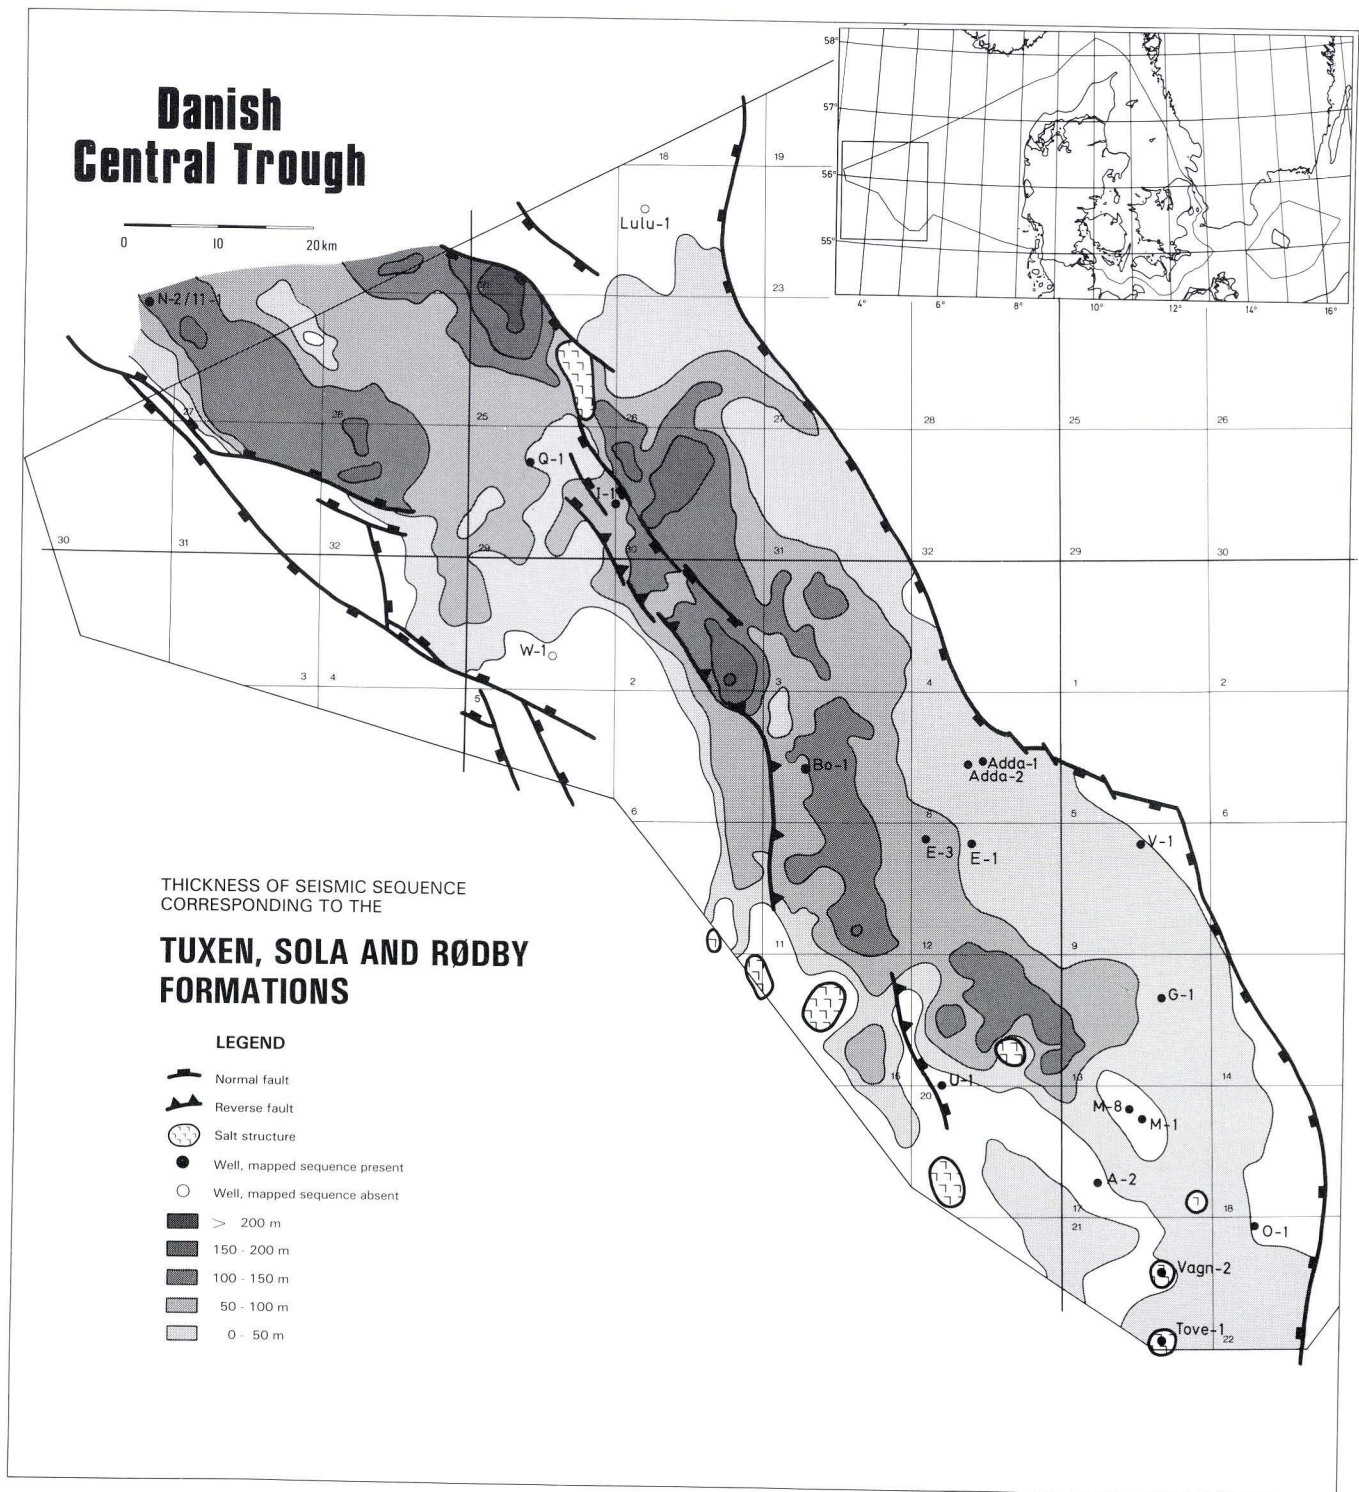 Danish
Central Trough
0 10 20 km
58°
57°
56°
55°
4° 6° 8° 10° 12° 14° 16°
18 19
Lulu-1
N-2/11-1
23
27 28 25 26 27 28 25 26
Q-1
I-1
30 31 32 29 30 31 32 29 30
W-1
3 4 5 2 3 4 1 2
Bo-1
Adda-1
Adda-2
6 8 5 6
E-3 E-1 V-1
THICKNESS OF SEISMIC SEQUENCE
CORRESPONDING TO THE
TUXEN, SOLA AND RØDBY
FORMATIONS
11 12 9
G-1
LEGEND
Normal fault
Reverse fault
Salt structure
Well, mapped sequence present
Well, mapped sequence absent
> 200 m
150 - 200 m
100 - 150 m
50 - 100 m
0 - 50 m
16 13 14
20
U-1
M-8
M-1
A-2
17 18
21
O-1
Vagn-2
Tove-1
22